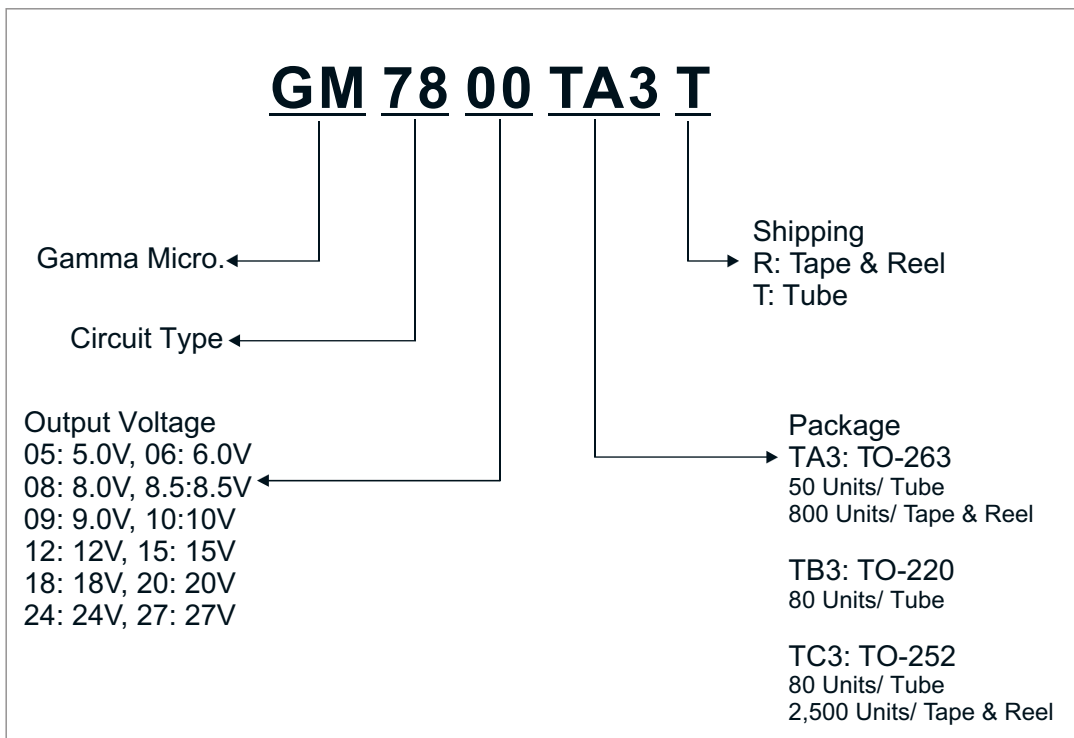 GM 78 00 TA3 T
Gamma Micro.
Circuit Type
Output Voltage
05: 5.0V, 06: 6.0V
08: 8.0V, 8.5:8.5V
09: 9.0V, 10:10V
12: 12V, 15: 15V
18: 18V, 20: 20V
24: 24V, 27: 27V
Shipping
R: Tape & Reel
T: Tube
Package
TA3: TO-263
50 Units/ Tube
800 Units/ Tape & Reel
TB3: TO-220
80 Units/ Tube
TC3: TO-252
80 Units/ Tube
2,500 Units/ Tape & Reel